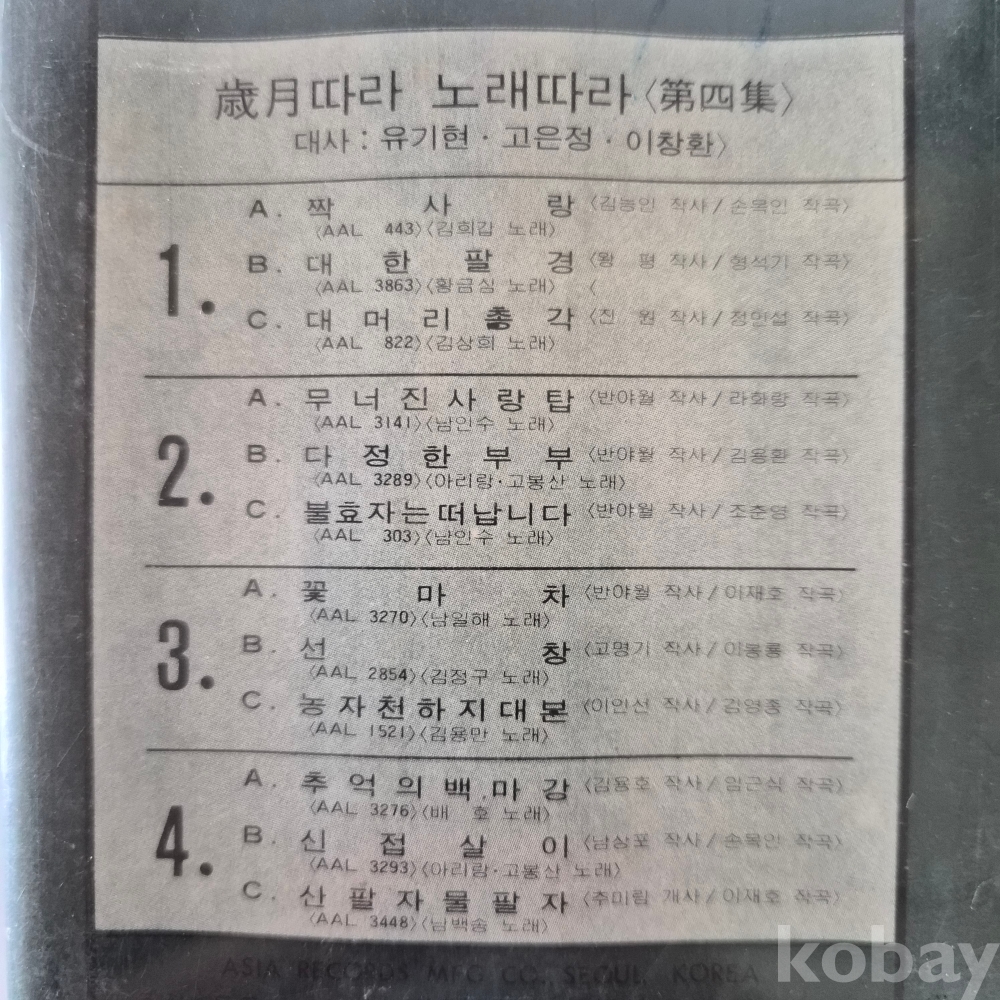 歳月따라 노래따라〈第四集〉
대사 : 유기현 · 고은정 · 이창환〉
1.
A. 짝 사 랑 〈김능인 작사/손목인 작곡〉
〈AAL 443〉〈김희갑 노래〉
B. 대 한 팔 경 〈왕 평 작사/형석기 작곡〉
〈AAL 3863〉〈황금심 노래〉 〈
C. 대 머 리 총 각 〈진 원 작사/정민섭 작곡〉
〈AAL 822〉〈김상희 노래〉
2.
A. 무너진사랑탑 〈반야월 작사/라화랑 작곡〉
〈AAL 3141〉〈남인수 노래〉
B. 다 정 한 부 부 〈반야월 작사/김용환 작곡〉
〈AAL 3289〉〈아리랑·고봉산 노래〉
C. 불효자는떠납니다 〈반야월 작사/조춘영 작곡〉
〈AAL 303〉〈남인수 노래〉
3.
A. 꽃 마 차 〈반야월 작사/이재호 작곡〉
〈AAL 3270〉〈남일해 노래〉
B. 선 창 〈고명기 작사/이봉룡 작곡〉
〈AAL 2854〉〈김정구 노래〉
C. 농자천하지대본 〈이인선 작사/김영종 작곡〉
〈AAL 1521〉〈김용만 노래〉
4.
A. 추억의백마강 〈김용호 작사/임근식 작곡〉
〈AAL 3276〉〈배 호 노래〉
B. 신 접 살 이 〈남상포 작사/손목인 작곡〉
〈AAL 3293〉〈아리랑·고봉산 노래〉
C. 산팔자물팔자 〈추미림 개사/이재호 작곡〉
〈AAL 3448〉〈남백송 노래〉
ASIA RECORDS MFG CO., SEOUL, KOREA
kobay